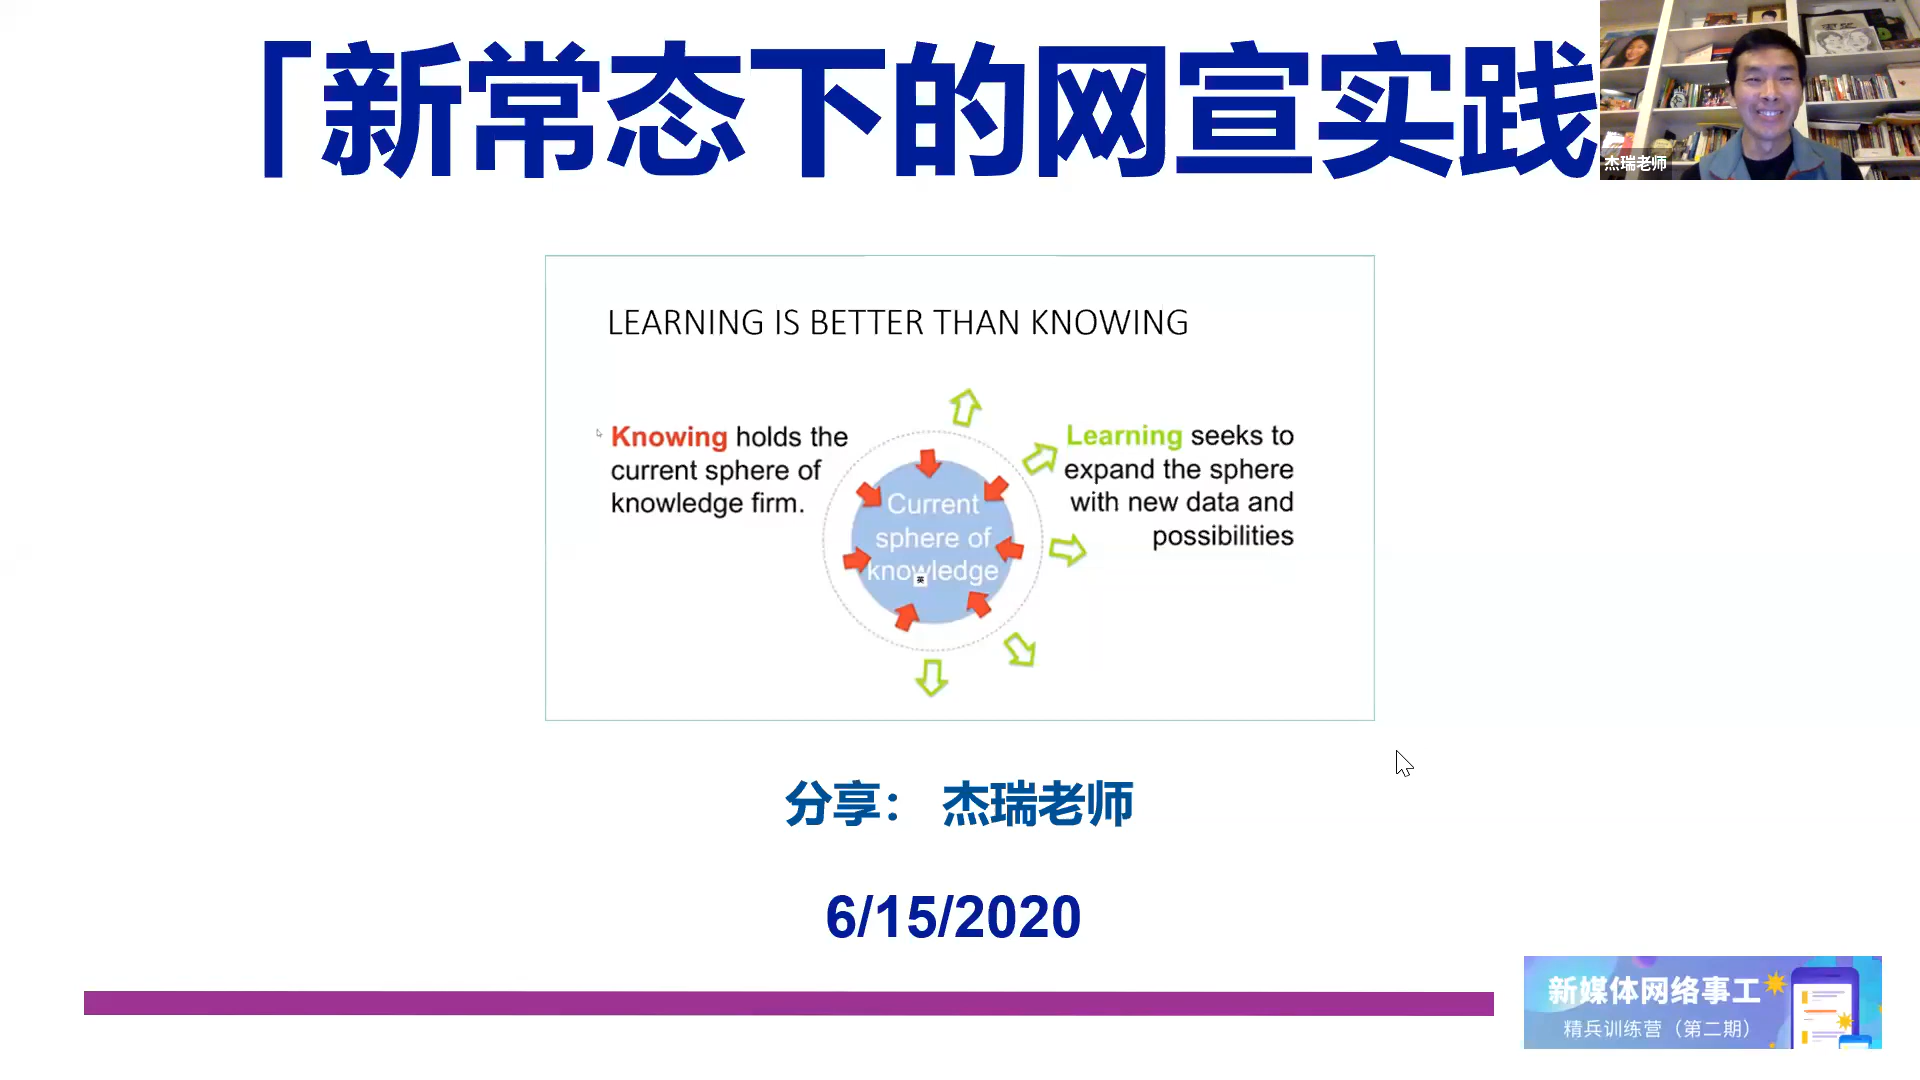 「新常态下的网宣实践
杰瑞老师
LEARNING IS BETTER THAN KNOWING
Knowing holds the
current sphere of
knowledge firm.
Current
sphere of
knowledge
英
Learning seeks to
expand the sphere
with new data and
possibilities
分享： 杰瑞老师
6/15/2020
新媒体网络事工
精兵训练营（第二期）